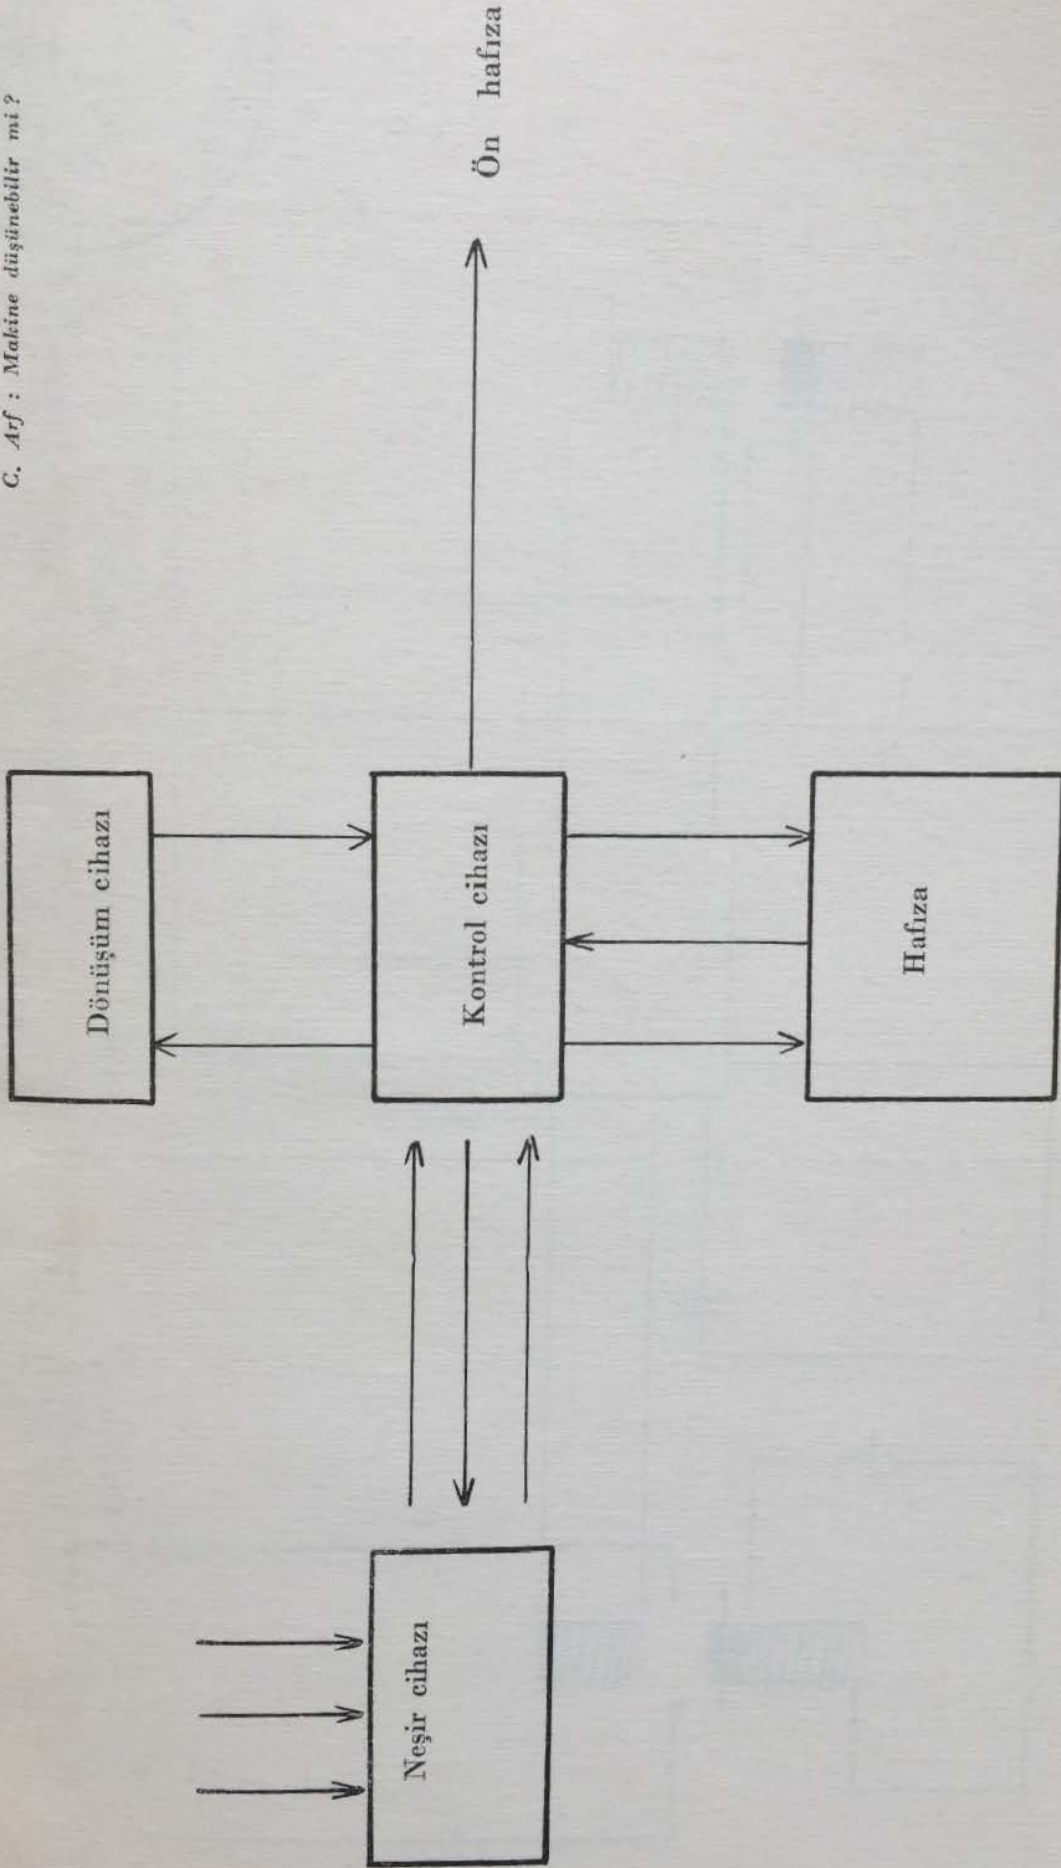 C. Arf : Makine düşünebilir mi?
Ön hafıza
Dönüşüm cihazı
Kontrol cihazı
Hafıza
Neşir cihazı